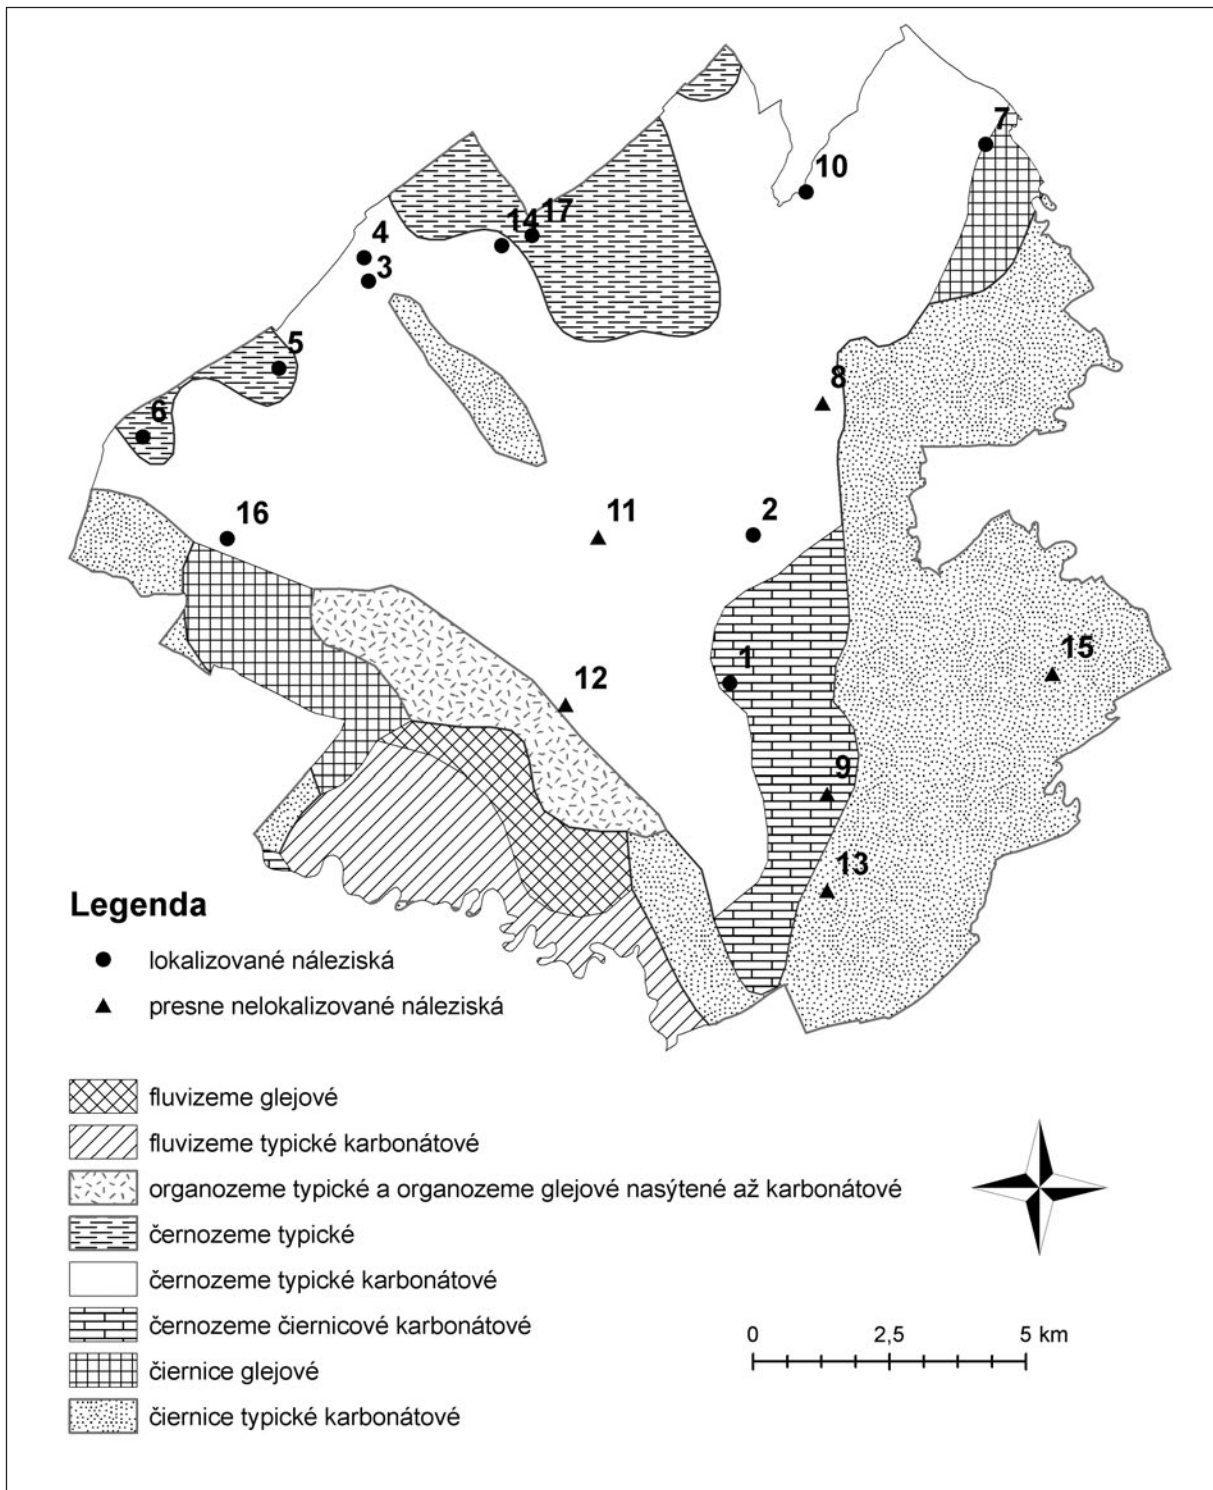 7
10
17
14
4
3
5
8
6
16
11
2
1
15
12
9
13
Legenda
lokalizované náleziská
presne nelokalizované náleziská
fluvizeme glejové
fluvizeme typické karbonátové
organozeme typické a organozeme glejové nasýtené až karbonátové
černozeme typické
černozeme typické karbonátové
černozeme čiernicové karbonátové
čiernice glejové
čiernice typické karbonátové
0 2,5 5 km